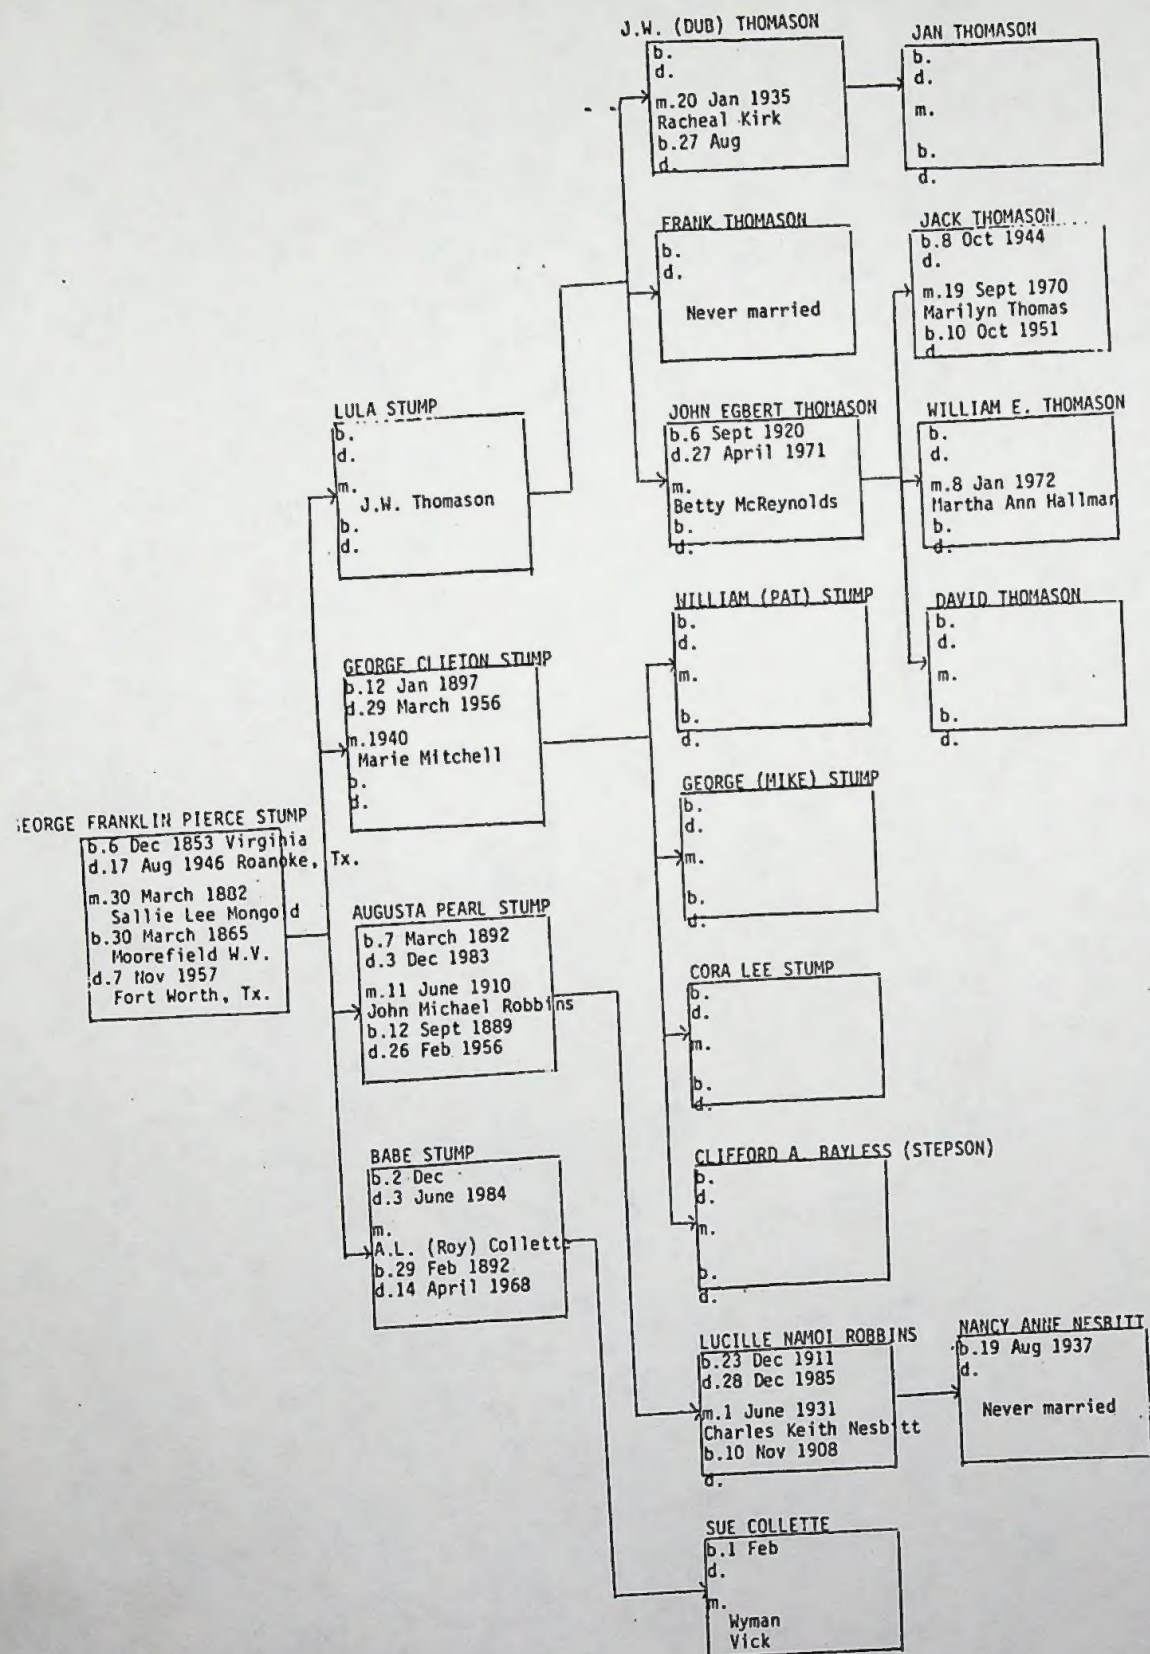 J.W. (DUB) THOMASON
b.
d.
m.20 Jan 1935
Racheal Kirk
b.27 Aug
d.
JAN THOMASON
b.
d.
m.
b.
d.
FRANK THOMASON
b.
d.
Never married
JACK THOMASON
b.8 Oct 1944
d.
m.19 Sept 1970
Marilyn Thomas
b.10 Oct 1951
d.
LULA STUMP
b.
d.
m.
J.W. Thomason
b.
d.
JOHN EGBERT THOMASON
b.6 Sept 1920
d.27 April 1971
m.
Betty McReynolds
b.
d.
WILLIAM E. THOMASON
b.
d.
m.8 Jan 1972
Martha Ann Hallman
b.
d.
WILLIAM (PAT) STUMP
b.
d.
m.
b.
d.
DAVID THOMASON
b.
d.
m.
b.
d.
GEORGE CLIFTON STUMP
b.12 Jan 1897
d.29 March 1956
m.1940
Marie Mitchell
b.
d.
GEORGE (MIKE) STUMP
b.
d.
m.
b.
d.
GEORGE FRANKLIN PIERCE STUMP
b.6 Dec 1853 Virginia
d.17 Aug 1946 Roanoke, Tx.
m.30 March 1882
Sallie Lee Mongold
b.30 March 1865
Moorefield W.V.
d.7 Nov 1957
Fort Worth, Tx.
AUGUSTA PEARL STUMP
b.7 March 1892
d.3 Dec 1983
m.11 June 1910
John Michael Robbins
b.12 Sept 1889
d.26 Feb 1956
CORA LEE STUMP
b.
d.
m.
b.
d.
BABE STUMP
b.2 Dec
d.3 June 1984
m.
A.L. (Roy) Collette
b.29 Feb 1892
d.14 April 1968
CLIFFORD A. BAYLESS (STEPSON)
b.
d.
m.
b.
d.
LUCILLE NAMOI ROBBINS
b.23 Dec 1911
d.28 Dec 1985
m.1 June 1931
Charles Keith Nesbitt
b.10 Nov 1908
d.
NANCY ANNE NESBITT
b.19 Aug 1937
d.
Never married
SUE COLLETTE
b.1 Feb
d.
m.
Wyman
Vick